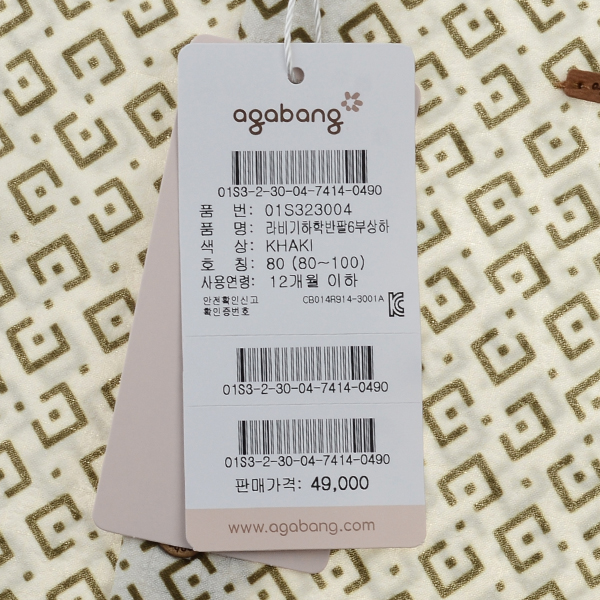 agabang
01S3-2-30-04-7414-0490
품 번: 01S323004
품 명: 라비기하학반팔6부상하
색 상: KHAKI
호 칭: 80 (80~100)
사용연령: 12개월 이하
안전확인신고 확인증번호 CB014R914-3001A
01S3-2-30-04-7414-0490
01S3-2-30-04-7414-0490
판매가격: 49,000
www.agabang.com